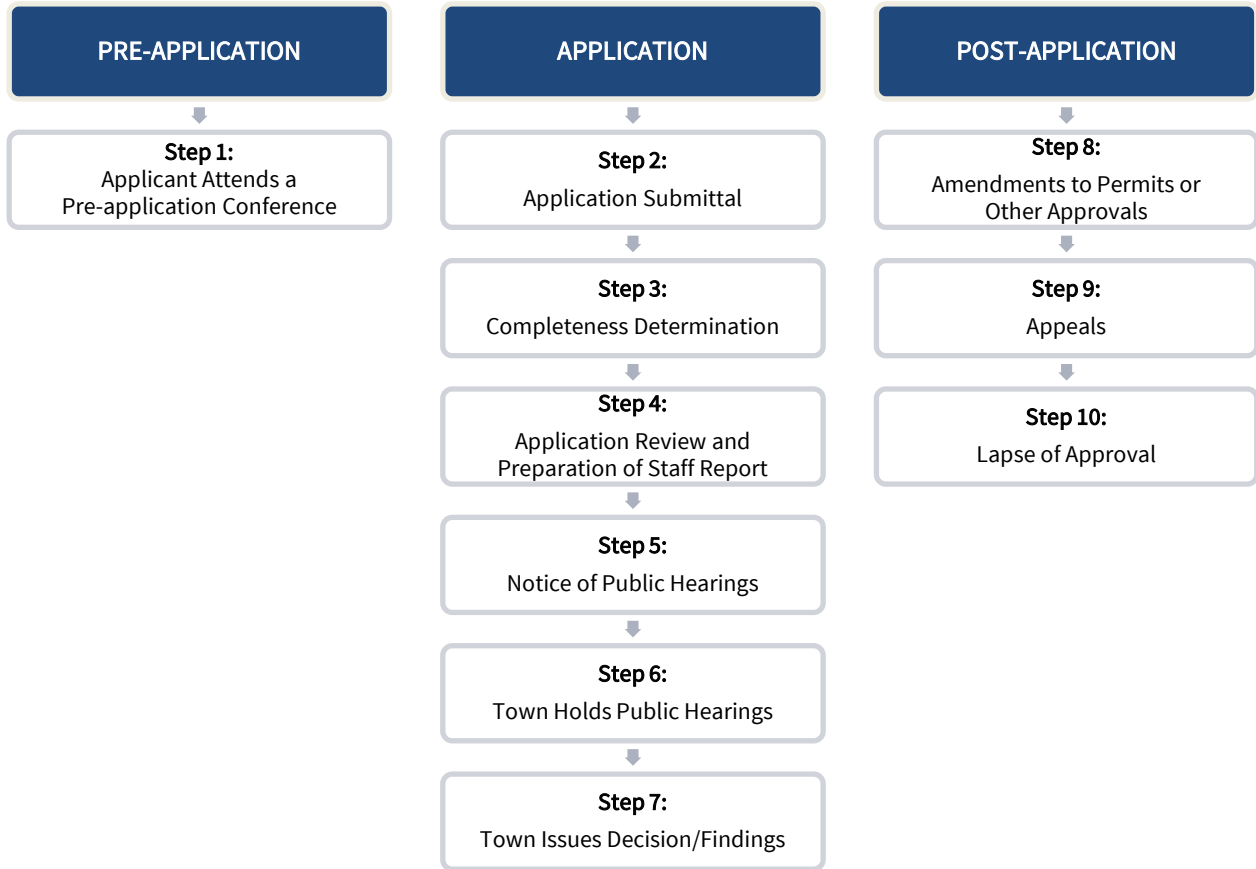 PRE-APPLICATION
Step 1:
Applicant Attends a
Pre-application Conference
APPLICATION
Step 2:
Application Submittal
Step 3:
Completeness Determination
Step 4:
Application Review and
Preparation of Staff Report
Step 5:
Notice of Public Hearings
Step 6:
Town Holds Public Hearings
Step 7:
Town Issues Decision/Findings
POST-APPLICATION
Step 8:
Amendments to Permits or
Other Approvals
Step 9:
Appeals
Step 10:
Lapse of Approval